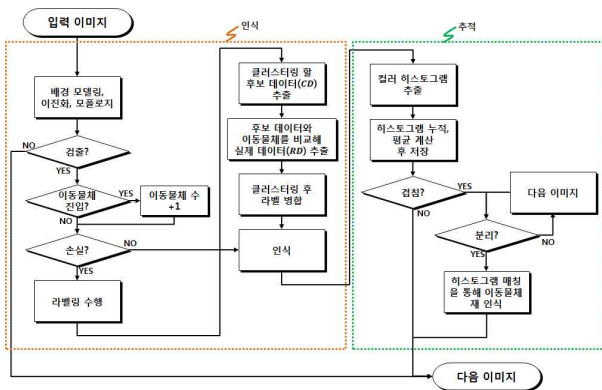 입력 이미지
인식
추적
배경 모델링,
이진화, 모폴로지
NO
검출?
YES
이동물체
진입?
YES
이동물체 수
+1
NO
손실?
NO
YES
라벨링 수행
클러스터링 할
후보 데이터(CD)
추출
후보 데이터와
이동물체를 비교해
실제 데이터(RD) 추출
클러스터링 후
라벨 병합
인식
컬러 히스토그램
추출
히스토그램 누적,
평균 계산
후 저장
겹침?
YES
NO
다음 이미지
분리?
NO
YES
히스토그램 매칭
을 통해 이동물체
재 인식
다음 이미지